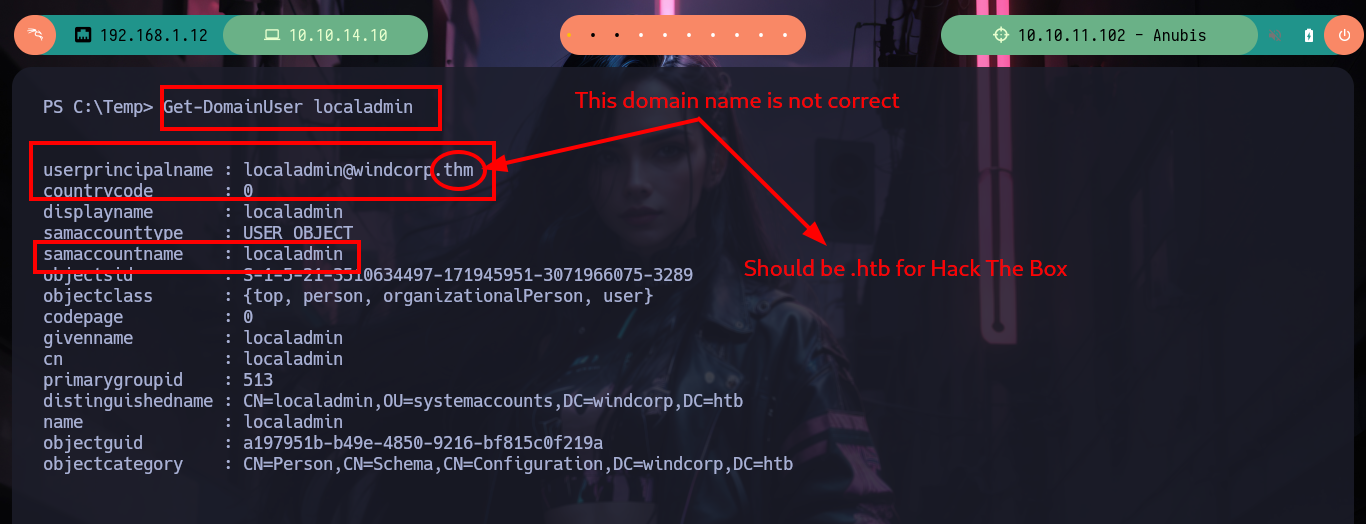 192.168.1.12 10.10.14.10 10.10.11.102 - Anubis
PS C:\Temp> Get-DomainUser localadmin
This domain name is not correct
userprincipalname : localadmin@windcorp.thm
countrycode : 0
displayname : localadmin
samaccounttype : USER_OBJECT
samaccountname : localadmin
Should be .htb for Hack The Box
objectsid : S-1-5-21-3510634497-171945951-3071966075-3289
objectclass : {top, person, organizationalPerson, user}
codepage : 0
givenname : localadmin
cn : localadmin
primarygroupid : 513
distinguishedname : CN=localadmin,OU=systemaccounts,DC=windcorp,DC=htb
name : localadmin
objectguid : a197951b-b49e-4850-9216-bf815c0f219a
objectcategory : CN=Person,CN=Schema,CN=Configuration,DC=windcorp,DC=htb